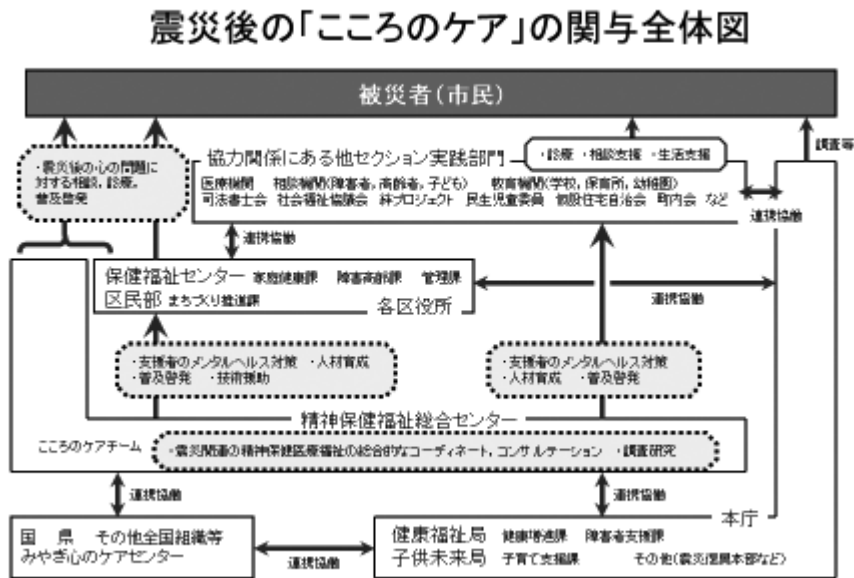 震災後の「こころのケア」の関与全体図
被災者(市民)
調査等
・震災後の心の問題に
対する相談、診療。
普及啓発
協力関係にある他セクション実践部門
・診療 ・相談支援 ・生活支援
医療機関 相談機関(障害者,高齢者,子ども) 教育機関(学校,保育所,幼稚園)
司法書士会 社会福祉協議会 絆プロジェクト 民生児童委員 仮設住宅自治会 町内会 など
連携協働
連携協働
保健福祉センター 家庭健康課 障害高齢課 管理課
区民部 まちづくり推進課
各区役所
連携協働
・支援者のメンタルヘルス対策 ・人材育成
・普及啓発 ・技術援助
・支援者のメンタルヘルス対策
・人材育成 ・普及啓発
精神保健福祉総合センター
こころのケアチーム
・震災関連の精神保健医療福祉の総合的なコーディネート,コンサルテーション ・調査研究
連携協働
連携協働
本庁
国 県 その他全国組織等
みやぎ心のケアセンター
連携協働
健康福祉局 健康増進課 障害者支援課
子供未来局 子育て支援課 その他(震災復興本部など)